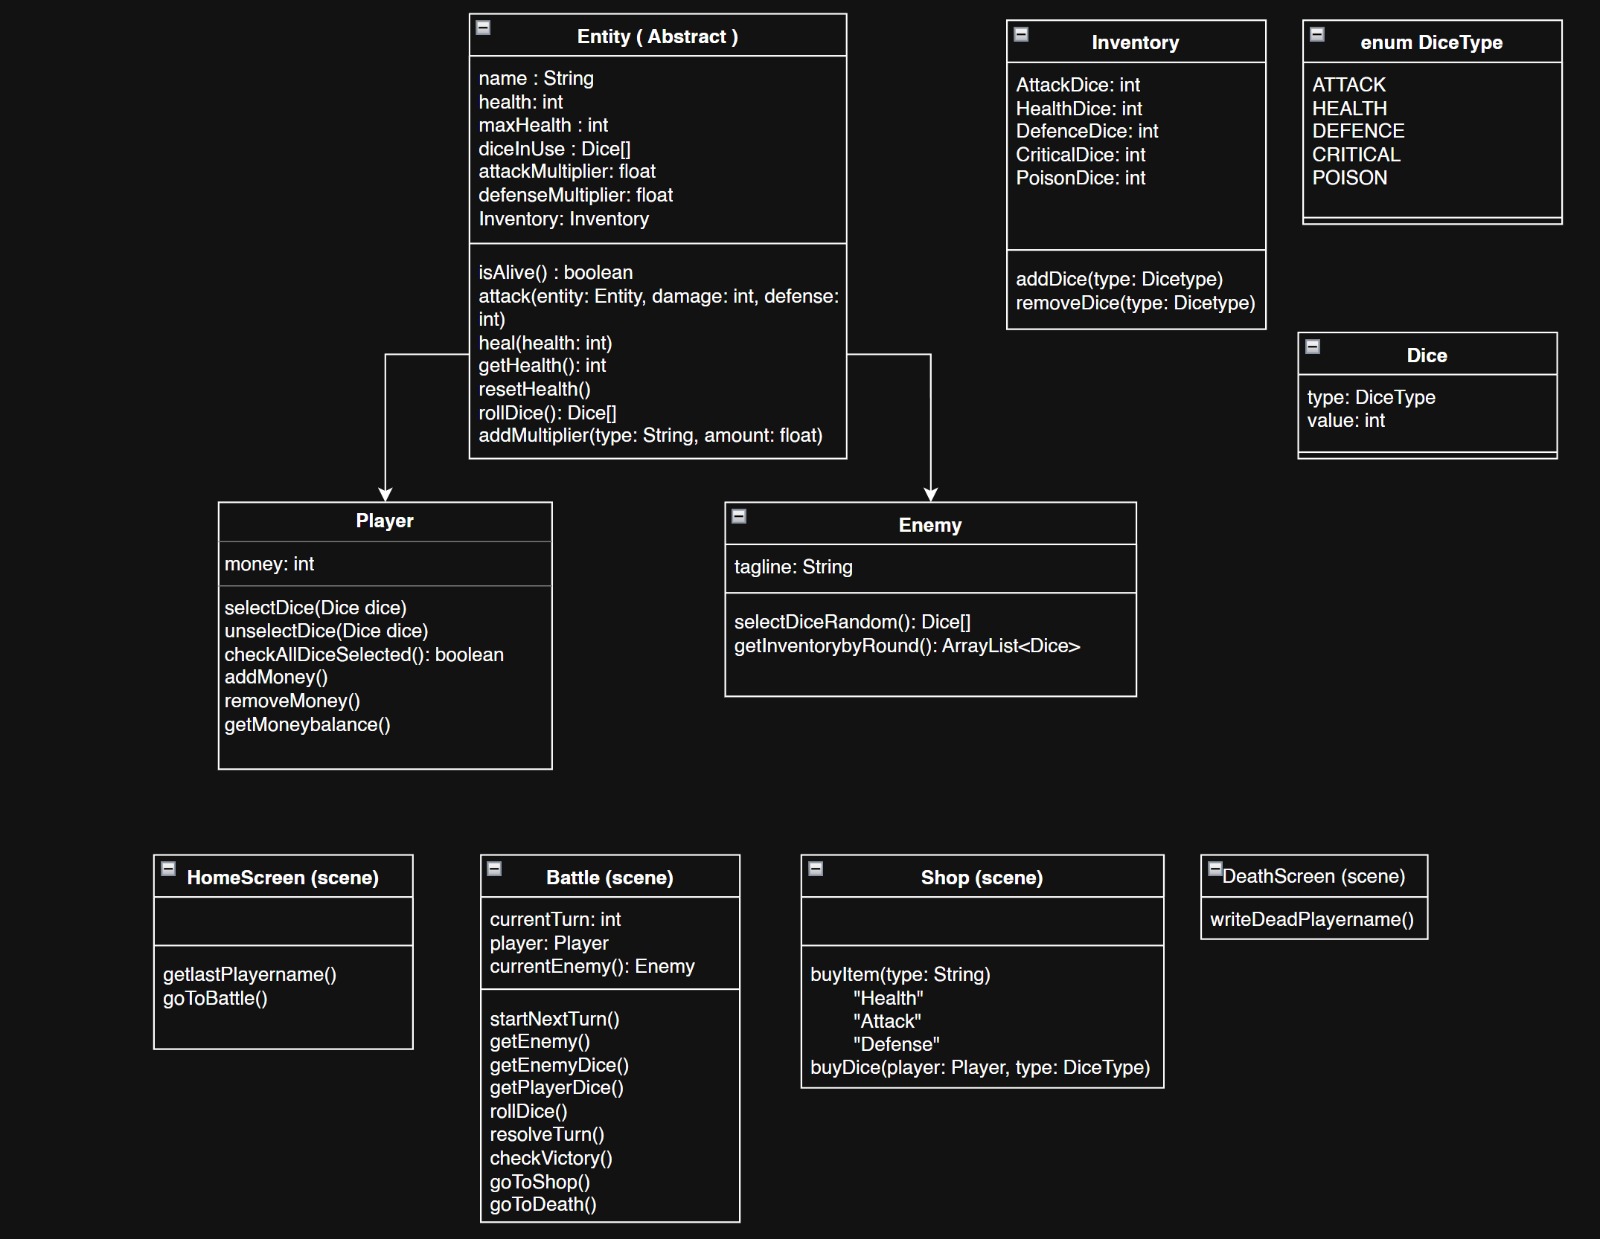 Entity ( Abstract )
name : String
health: int
maxHealth : int
diceInUse : Dice[]
attackMultiplier: float
defenseMultiplier: float
Inventory: Inventory
isAlive() : boolean
attack(entity: Entity, damage: int, defense:
int)
heal(health: int)
getHealth(): int
resetHealth()
rollDice(): Dice[]
addMultiplier(type: String, amount: float)
Inventory
AttackDice: int
HealthDice: int
DefenceDice: int
CriticalDice: int
PoisonDice: int
addDice(type: Dicetype)
removeDice(type: Dicetype)
enum DiceType
ATTACK
HEALTH
DEFENCE
CRITICAL
POISON
Dice
type: DiceType
value: int
Player
money: int
selectDice(Dice dice)
unselectDice(Dice dice)
checkAllDiceSelected(): boolean
addMoney()
removeMoney()
getMoneybalance()
Enemy
tagline: String
selectDiceRandom(): Dice[]
getInventorybyRound(): ArrayList<Dice>
HomeScreen (scene)
getlastPlayername()
goToBattle()
Battle (scene)
currentTurn: int
player: Player
currentEnemy(): Enemy
startNextTurn()
getEnemy()
getEnemyDice()
getPlayerDice()
rollDice()
resolveTurn()
checkVictory()
goToShop()
goToDeath()
Shop (scene)
buyItem(type: String)
"Health"
"Attack"
"Defense"
buyDice(player: Player, type: DiceType)
DeathScreen (scene)
writeDeadPlayername()